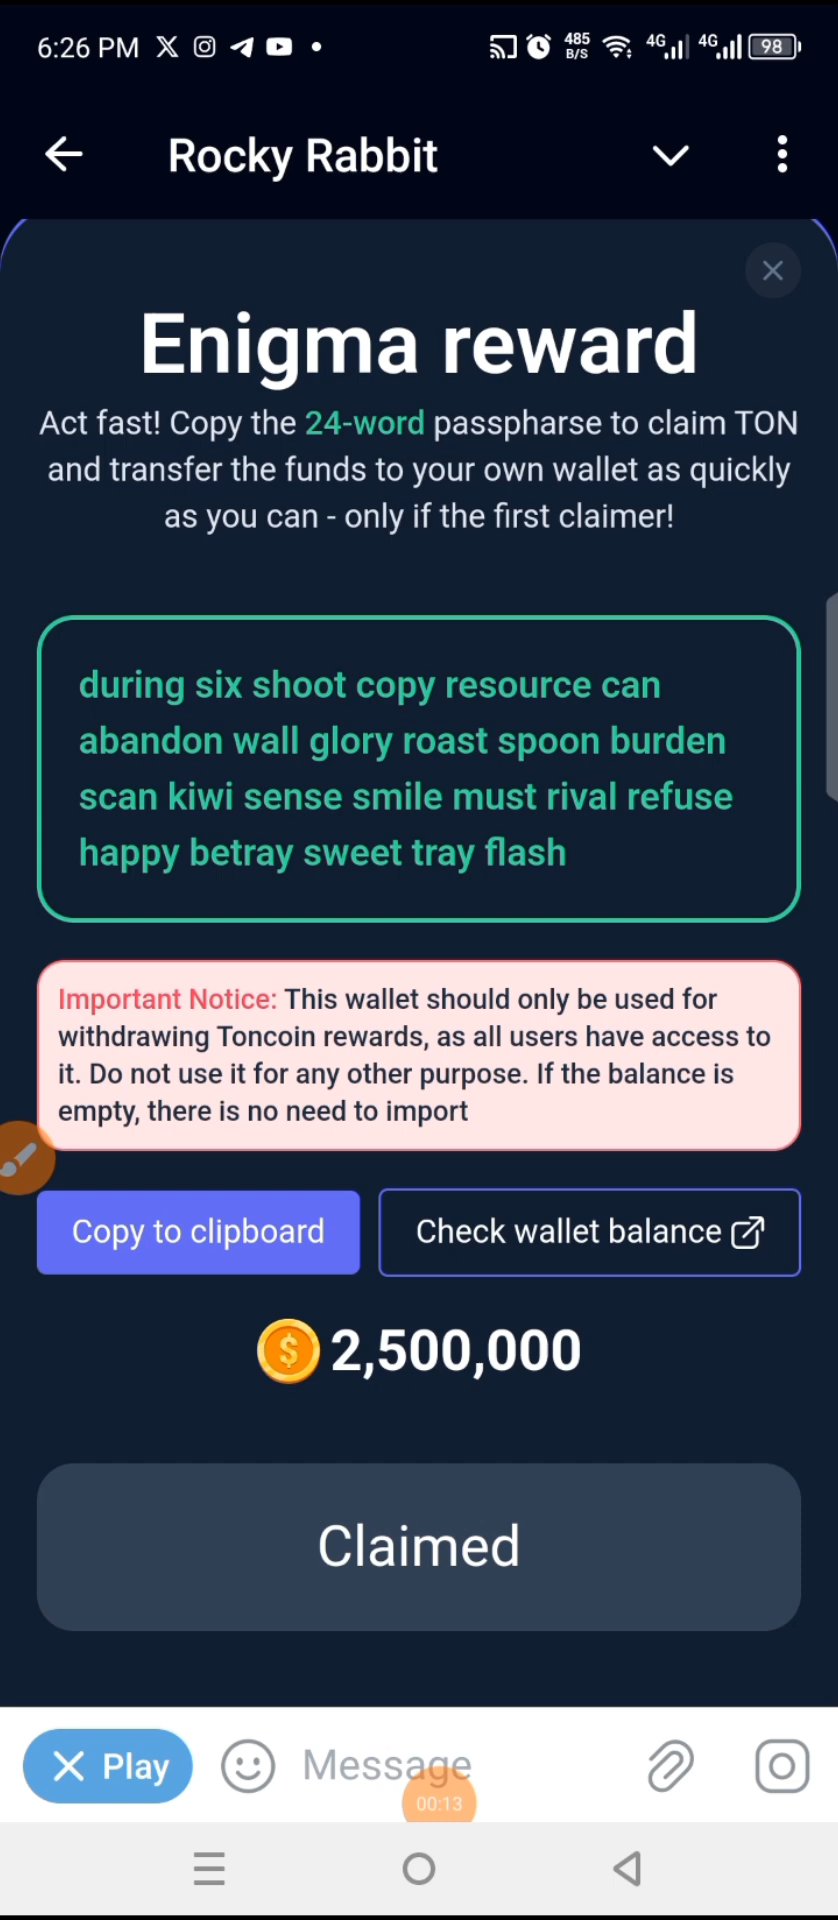 6:26 PM
485 B/S 4G 4G 98
Rocky Rabbit
Enigma reward
Act fast! Copy the 24-word passpharse to claim TON
and transfer the funds to your own wallet as quickly
as you can - only if the first claimer!
during six shoot copy resource can
abandon wall glory roast spoon burden
scan kiwi sense smile must rival refuse
happy betray sweet tray flash
Important Notice: This wallet should only be used for
withdrawing Toncoin rewards, as all users have access to
it. Do not use it for any other purpose. If the balance is
empty, there is no need to import
Copy to clipboard
Check wallet balance
$ 2,500,000
Claimed
Play
Message
00:13